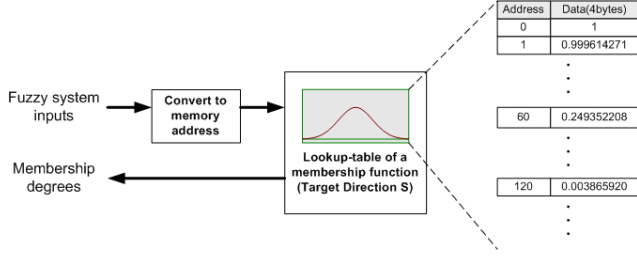 Address Data(4bytes)
0 1
1 0.999614271
60 0.249352208
120 0.003865920
Fuzzy system
inputs
Convert to
memory
address
Lookup-table of a
membership function
(Target Direction S)
Membership
degrees